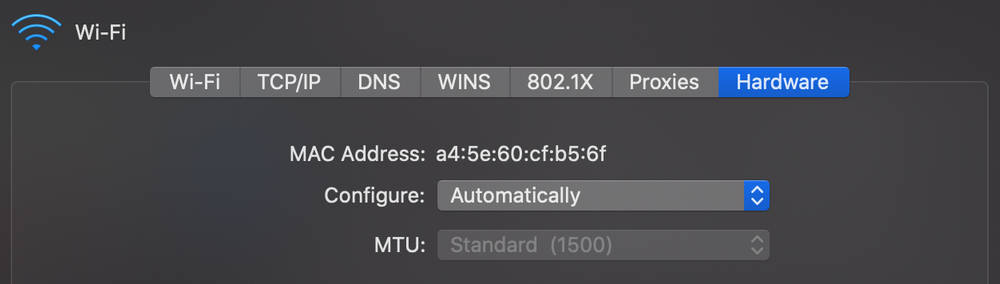 Wi-Fi
Wi-Fi TCP/IP DNS WINS 802.1X Proxies Hardware
MAC Address: a4:5e:60:cf:b5:6f
Configure: Automatically
MTU: Standard (1500)